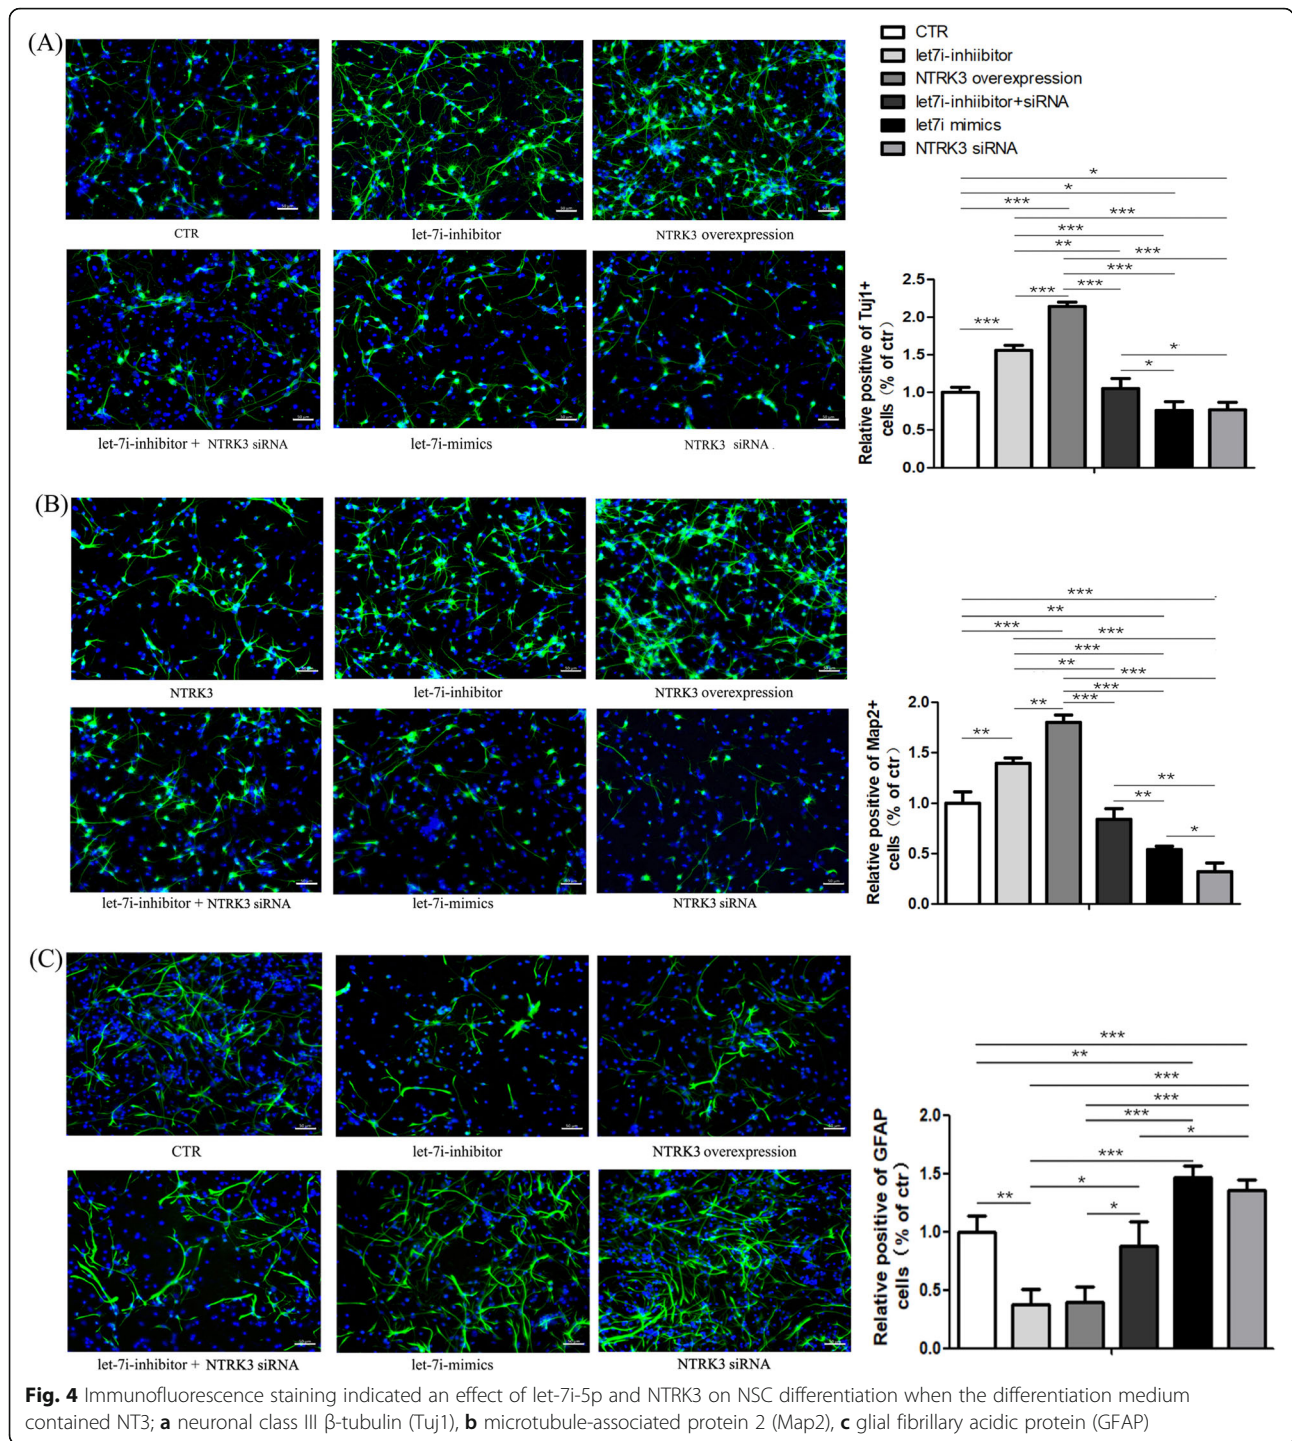 (A)
CTR
let-7i-inhibitor
NTRK3 overexpression
let-7i-inhibitor + NTRK3 siRNA
let-7i-mimics
NTRK3 siRNA.
CTR
let7i-inhiibitor
NTRK3 overexpression
let7i-inhiibitor+siRNA
let7i mimics
NTRK3 siRNA
*
*
***
***
***
**
***
***
***
***
***
*
*
Relative positive of Tuj1+
cells (% of ctr)
2.5
2.0
1.5
1.0
0.5
0.0
(B)
NTRK3
let-7i-inhibitor
NTRK3 overexpression
let-7i-inhibitor + NTRK3 siRNA
let-7i-mimics
NTRK3 siRNA
***
**
***
***
***
**
***
***
***
**
**
**
**
*
Relative positive of Map2+
cells (% of ctr)
2.0
1.5
1.0
0.5
0.0
(C)
CTR
let-7i-inhibitor
NTRK3 overexpression
let-7i-inhibitor + NTRK3 siRNA
let-7i-mimics
NTRK3 siRNA
***
**
***
***
***
*
***
*
**
*
Relative positive of GFAP
cells (% of ctr)
2.0
1.5
1.0
0.5
0.0
Fig. 4 Immunofluorescence staining indicated an effect of let-7i-5p and NTRK3 on NSC differentiation when the differentiation medium
contained NT3; a neuronal class III β-tubulin (Tuj1), b microtubule-associated protein 2 (Map2), c glial fibrillary acidic protein (GFAP)